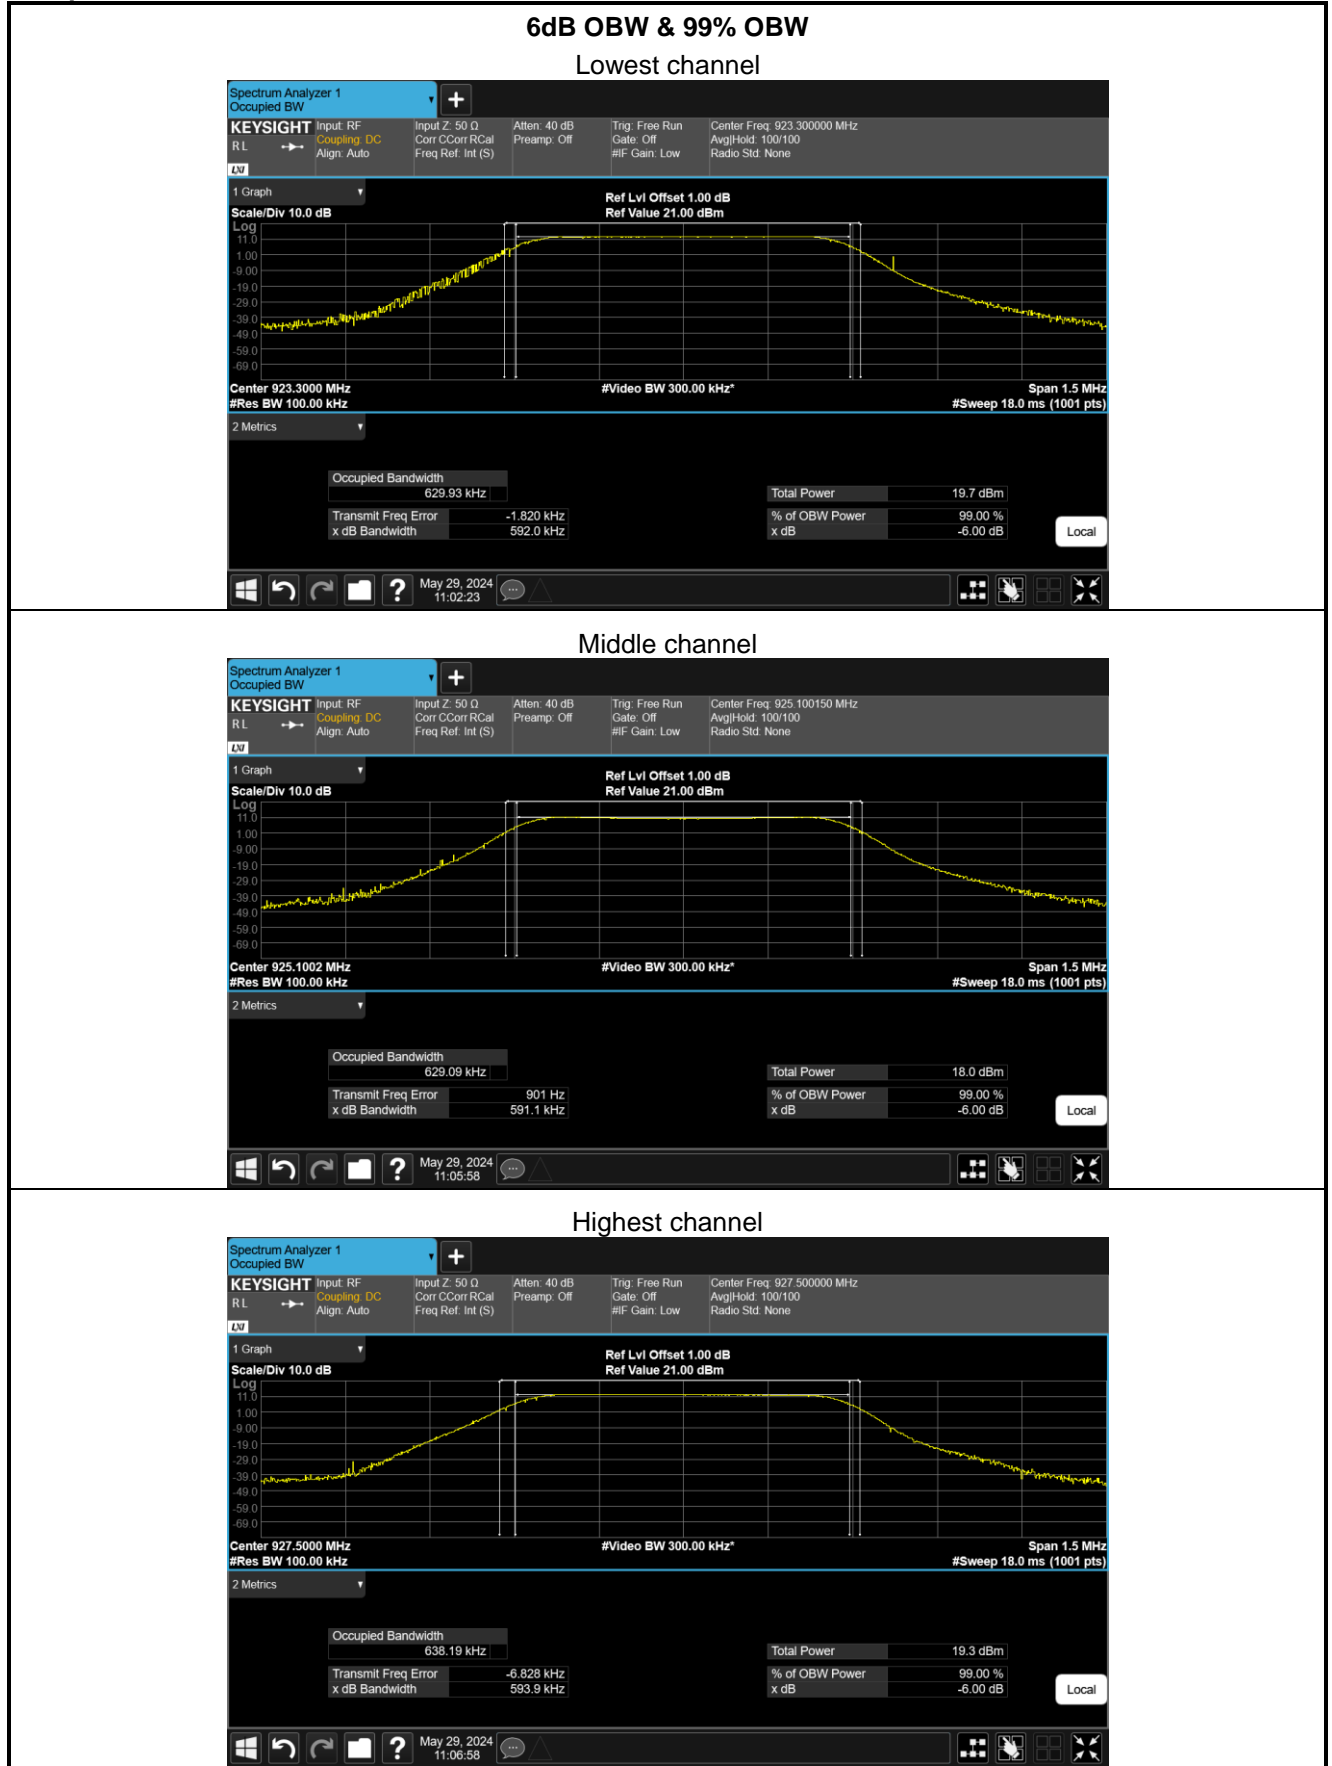 6dB OBW & 99% OBW
Lowest channel
Spectrum Analyzer 1
Occupied BW
+
KEYSIGHT Input: RF Input Z: 50 Ω Atten: 40 dB Trig: Free Run Center Freq: 923.300000 MHz
RL Coupling: DC Corr CCorr RCal Preamp: Off Gate: Off Avg|Hold: 100/100
Align: Auto Freq Ref: Int (S) #IF Gain: Low Radio Std: None
LXI
1 Graph Ref Lvl Offset 1.00 dB
Scale/Div 10.0 dB Ref Value 21.00 dBm
Log
11.0
1.00
-9.00
-19.0
-29.0
-39.0
-49.0
-59.0
-69.0
Center 923.3000 MHz #Video BW 300.00 kHz* Span 1.5 MHz
#Res BW 100.00 kHz #Sweep 18.0 ms (1001 pts)
2 Metrics
Occupied Bandwidth
629.93 kHz Total Power 19.7 dBm
Transmit Freq Error -1.820 kHz % of OBW Power 99.00 %
x dB Bandwidth 592.0 kHz x dB -6.00 dB
Local
? May 29, 2024
11:02:23
Middle channel
Spectrum Analyzer 1
Occupied BW
+
KEYSIGHT Input: RF Input Z: 50 Ω Atten: 40 dB Trig: Free Run Center Freq: 925.100150 MHz
RL Coupling: DC Corr CCorr RCal Preamp: Off Gate: Off Avg|Hold: 100/100
Align: Auto Freq Ref: Int (S) #IF Gain: Low Radio Std: None
LXI
1 Graph Ref Lvl Offset 1.00 dB
Scale/Div 10.0 dB Ref Value 21.00 dBm
Log
11.0
1.00
-9.00
-19.0
-29.0
-39.0
-49.0
-59.0
-69.0
Center 925.1002 MHz #Video BW 300.00 kHz* Span 1.5 MHz
#Res BW 100.00 kHz #Sweep 18.0 ms (1001 pts)
2 Metrics
Occupied Bandwidth
629.09 kHz Total Power 18.0 dBm
Transmit Freq Error 901 Hz % of OBW Power 99.00 %
x dB Bandwidth 591.1 kHz x dB -6.00 dB
Local
? May 29, 2024
11:05:58
Highest channel
Spectrum Analyzer 1
Occupied BW
+
KEYSIGHT Input: RF Input Z: 50 Ω Atten: 40 dB Trig: Free Run Center Freq: 927.500000 MHz
RL Coupling: DC Corr CCorr RCal Preamp: Off Gate: Off Avg|Hold: 100/100
Align: Auto Freq Ref: Int (S) #IF Gain: Low Radio Std: None
LXI
1 Graph Ref Lvl Offset 1.00 dB
Scale/Div 10.0 dB Ref Value 21.00 dBm
Log
11.0
1.00
-9.00
-19.0
-29.0
-39.0
-49.0
-59.0
-69.0
Center 927.5000 MHz #Video BW 300.00 kHz* Span 1.5 MHz
#Res BW 100.00 kHz #Sweep 18.0 ms (1001 pts)
2 Metrics
Occupied Bandwidth
638.19 kHz Total Power 19.3 dBm
Transmit Freq Error -6.828 kHz % of OBW Power 99.00 %
x dB Bandwidth 593.9 kHz x dB -6.00 dB
Local
? May 29, 2024
11:06:58